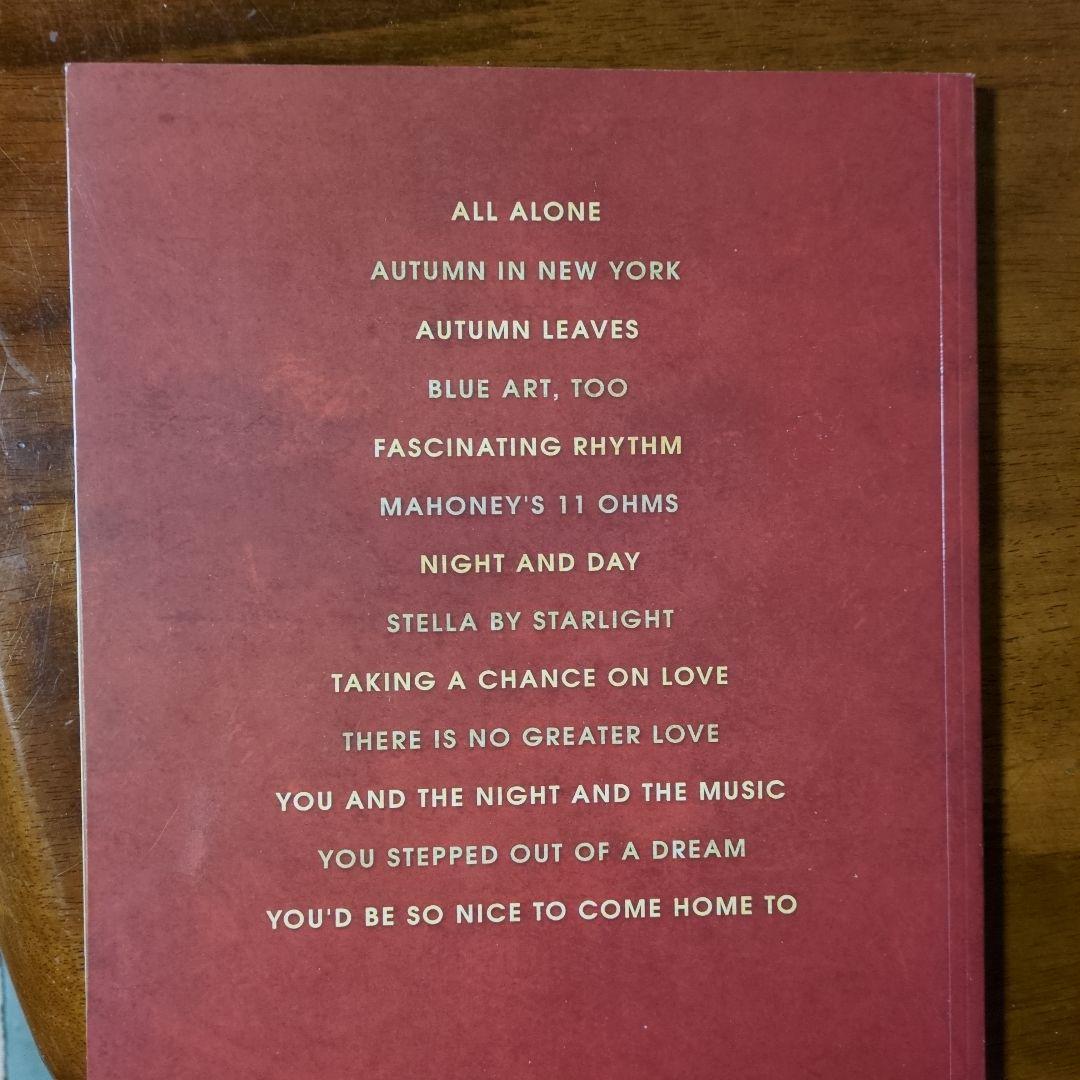 ALL ALONE
AUTUMN IN NEW YORK
AUTUMN LEAVES
BLUE ART, TOO
FASCINATING RHYTHM
MAHONEY'S 11 OHMS
NIGHT AND DAY
STELLA BY STARLIGHT
TAKING A CHANCE ON LOVE
THERE IS NO GREATER LOVE
YOU AND THE NIGHT AND THE MUSIC
YOU STEPPED OUT OF A DREAM
YOU'D BE SO NICE TO COME HOME TO